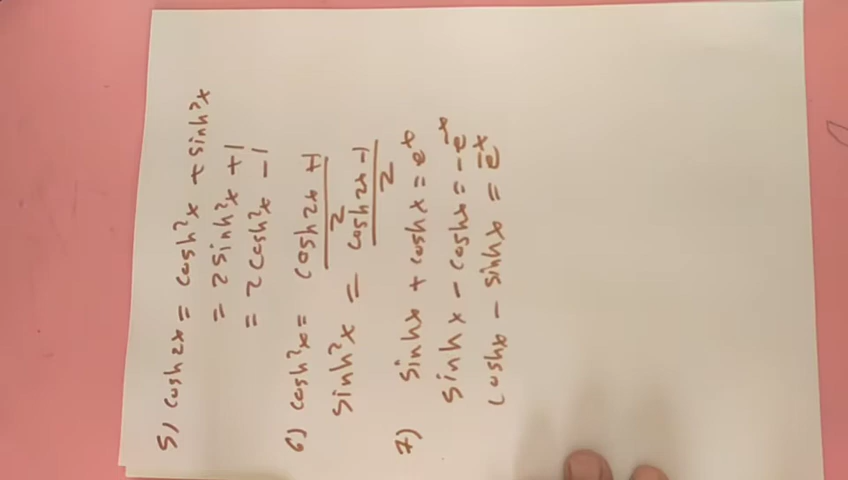 5) cosh2x = cosh²x + sinh²x
= 2sinh²x + 1
= 2cosh²x - 1
6) cosh²x = (cosh2x + 1)/2
sinh²x = (cosh2x - 1)/2
7) sinhx + coshx = eˣ
sinhx - coshx = -e⁻ˣ
coshx - sinhx = e⁻ˣ